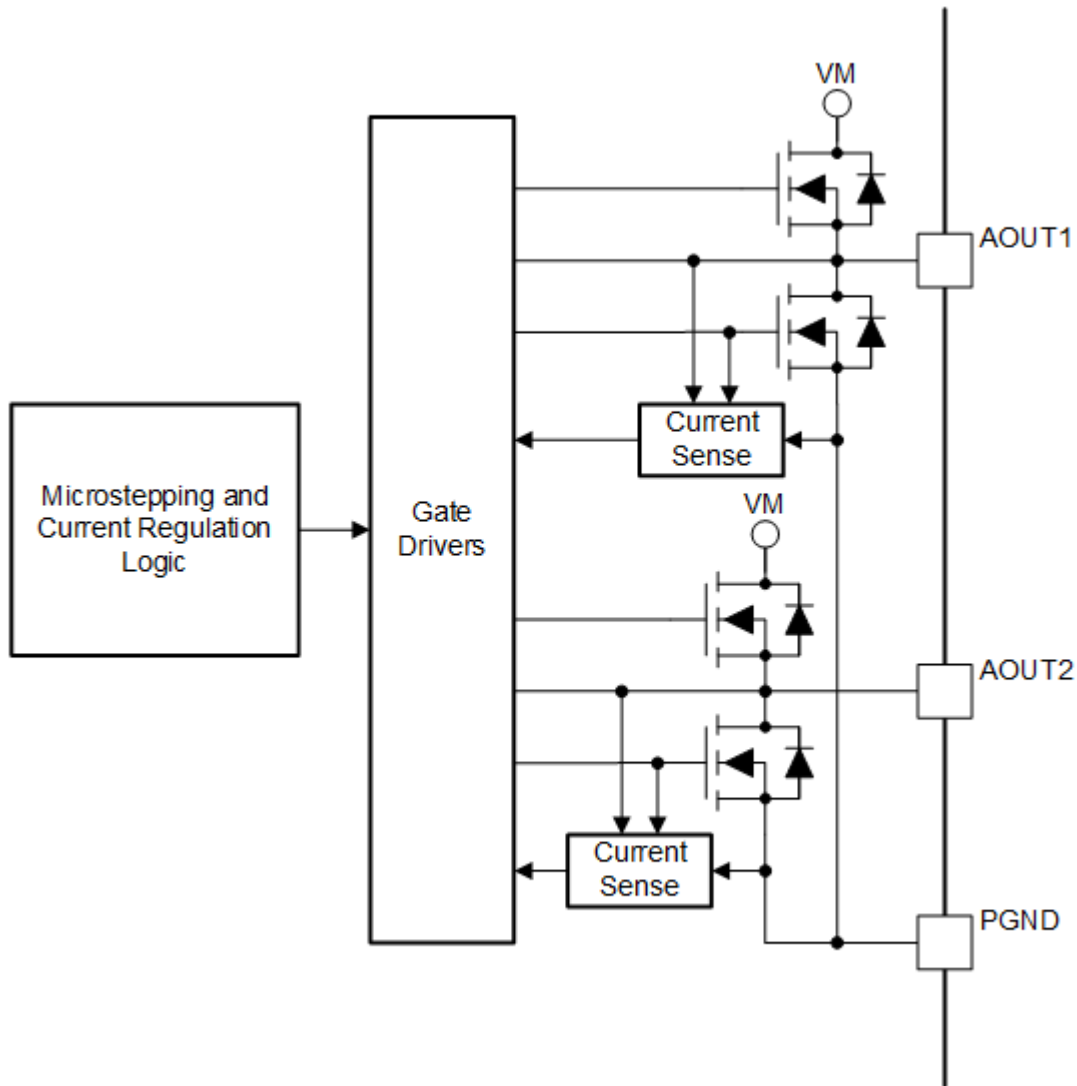 VM
AOUT1
Current
Sense
Microstepping and
Current Regulation
Logic
Gate
Drivers
VM
AOUT2
Current
Sense
PGND